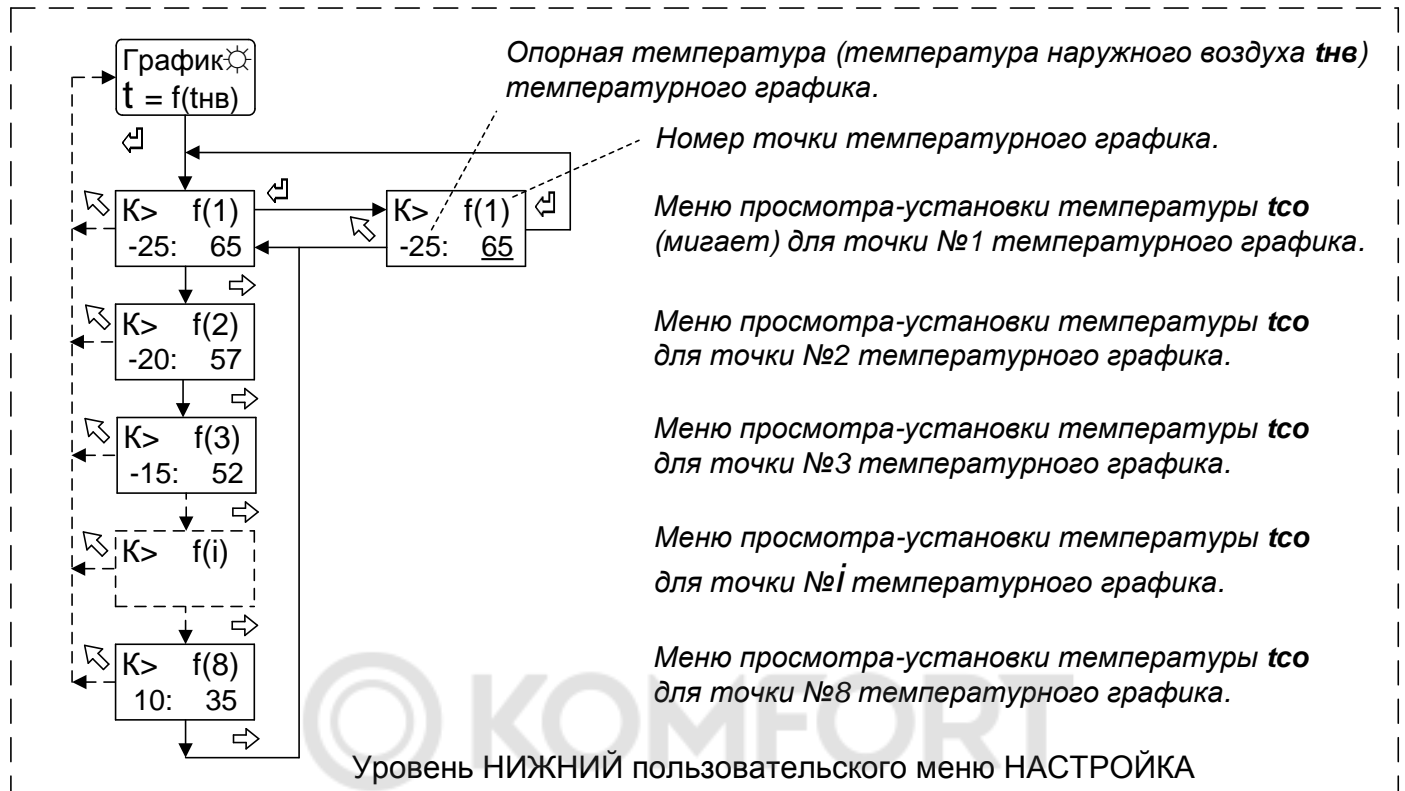 График
t = f(tнв)
Опорная температура (температура наружного воздуха tнв)
температурного графика.
Номер точки температурного графика.
К> f(1)
-25: 65
К> f(1)
-25: 65
Меню просмотра-установки температуры tсо
(мигает) для точки №1 температурного графика.
К> f(2)
-20: 57
Меню просмотра-установки температуры tсо
для точки №2 температурного графика.
К> f(3)
-15: 52
Меню просмотра-установки температуры tсо
для точки №3 температурного графика.
К> f(i)
Меню просмотра-установки температуры tсо
для точки №i температурного графика.
К> f(8)
10: 35
Меню просмотра-установки температуры tсо
для точки №8 температурного графика.
KOMFORT
Уровень НИЖНИЙ пользовательского меню НАСТРОЙКА